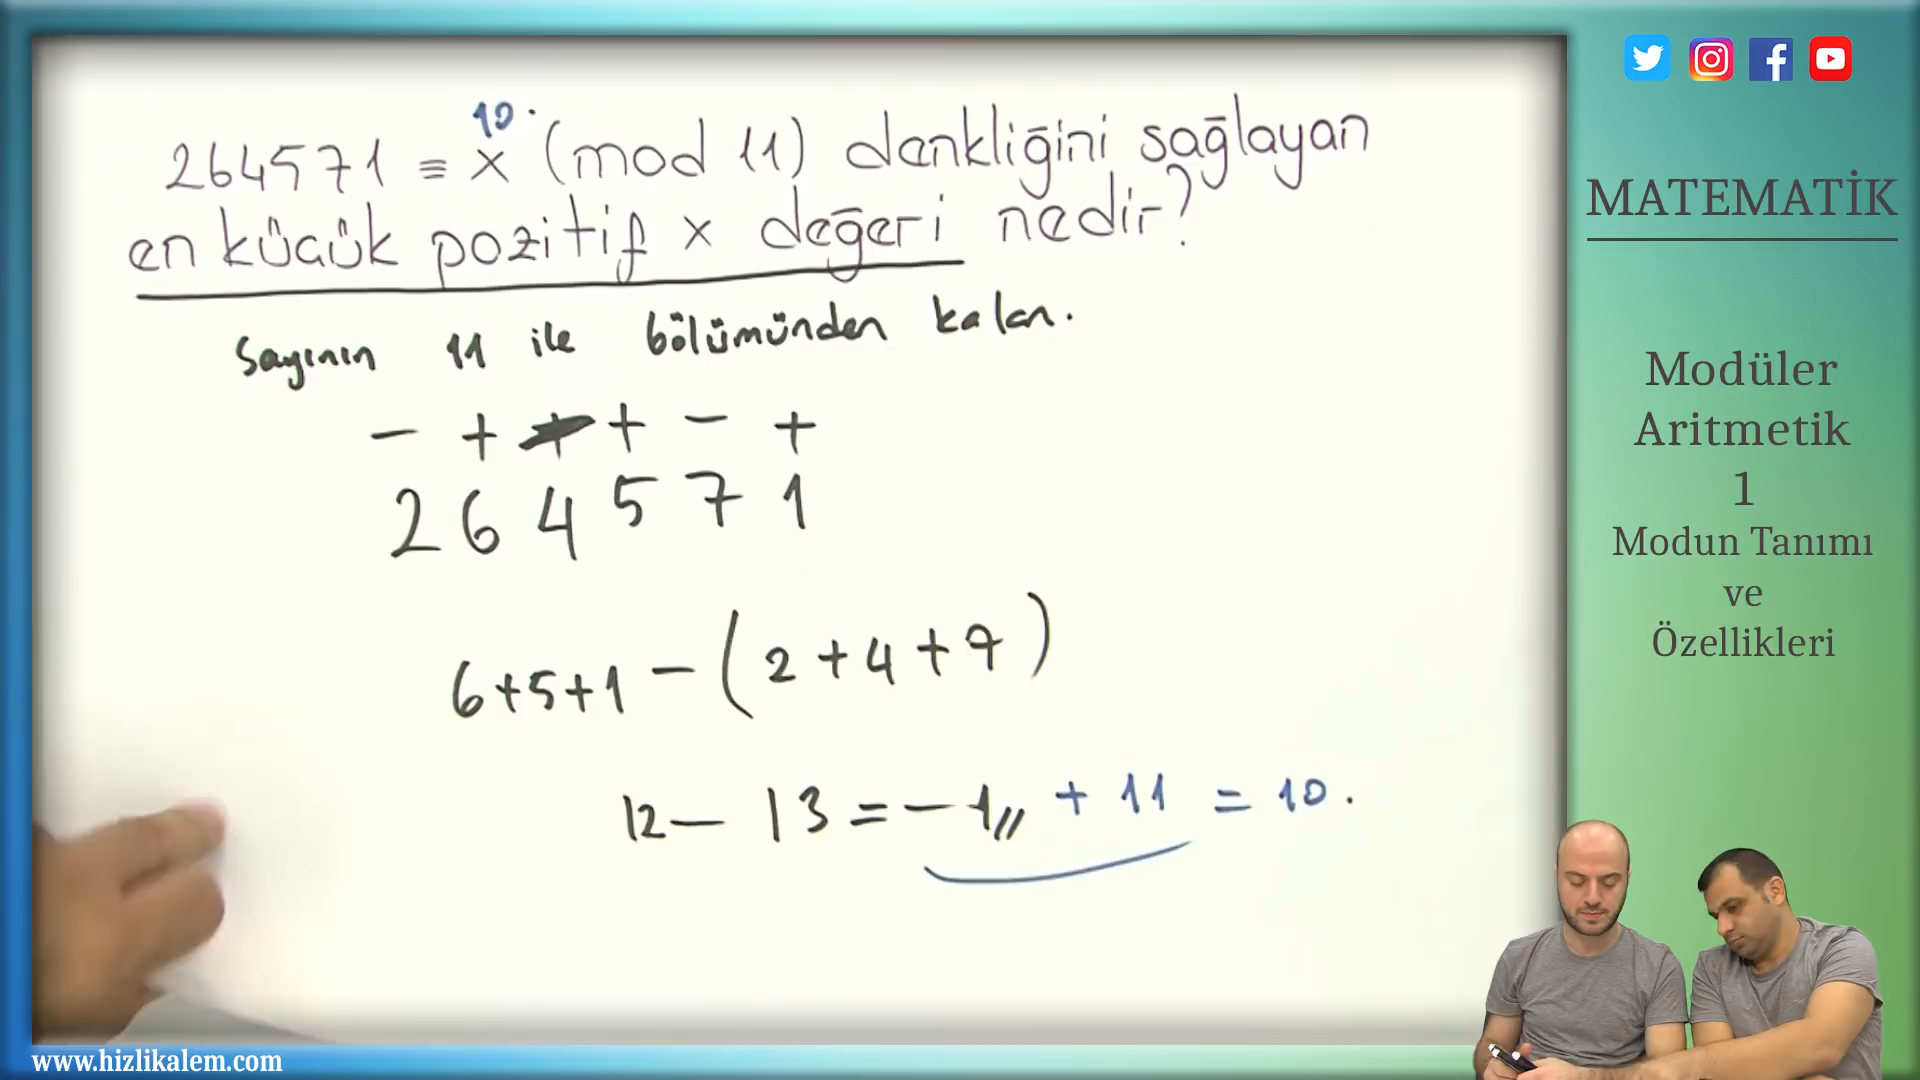 10.
264571 ≡ x (mod 11) denkliğini sağlayan
en küçük pozitif x değeri nedir?
Sayının 11 ile bölümünden kalan.
- + + + - +
2 6 4 5 7 1
6+5+1 - (2+4+7)
12 - 13 = -1 + 11 = 10.
MATEMATİK
Modüler
Aritmetik
1
Modun Tanımı
ve
Özellikleri
www.hizlikalem.com